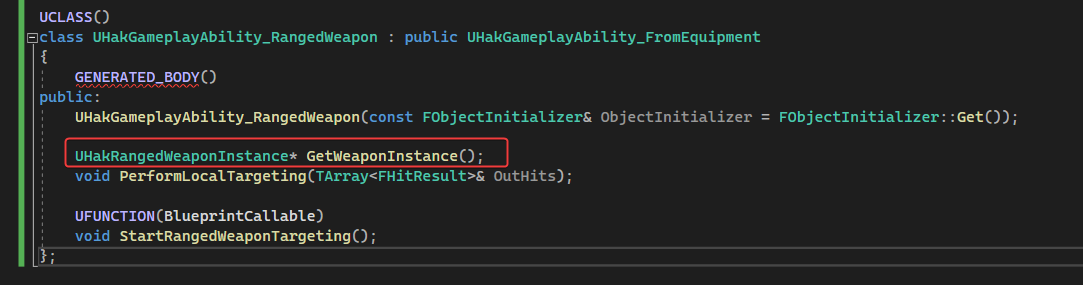 UCLASS()
class UHakGameplayAbility_RangedWeapon : public UHakGameplayAbility_FromEquipment
{
GENERATED_BODY()
public:
UHakGameplayAbility_RangedWeapon(const FObjectInitializer& ObjectInitializer = FObjectInitializer::Get());
UHakRangedWeaponInstance* GetWeaponInstance();
void PerformLocalTargeting(TArray<FHitResult>& OutHits);
UFUNCTION(BlueprintCallable)
void StartRangedWeaponTargeting();
};